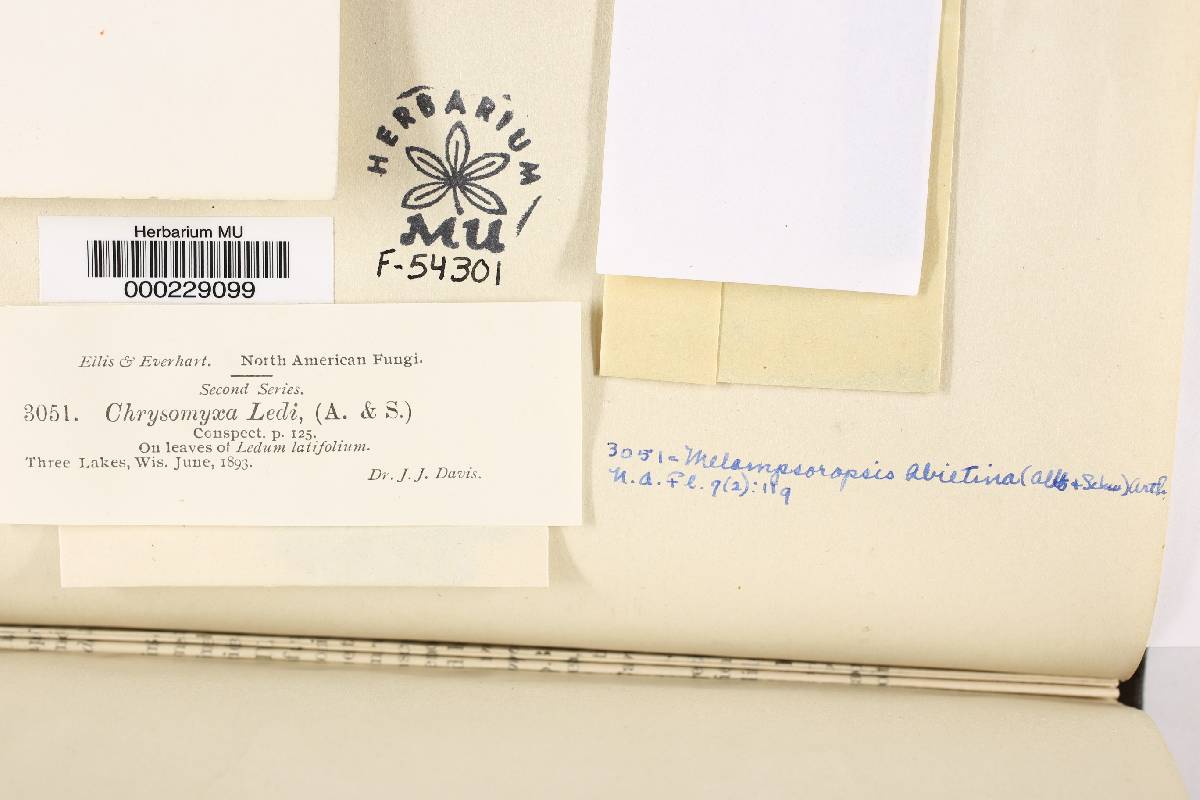 HERBARIUM
MU
F-54301
Herbarium MU
000229099
Ellis & Everhart. North American Fungi.
Second Series.
3051. Chrysomyxa Ledi, (A. & S.)
Conspect. p. 125.
On leaves of Ledum latifolium.
Three Lakes, Wis. June, 1893.
Dr. J. J. Davis.
3051 = Melampsoropsis abietina (Alb + Schw) Arth.
N. A. Fl. 9(2): 119